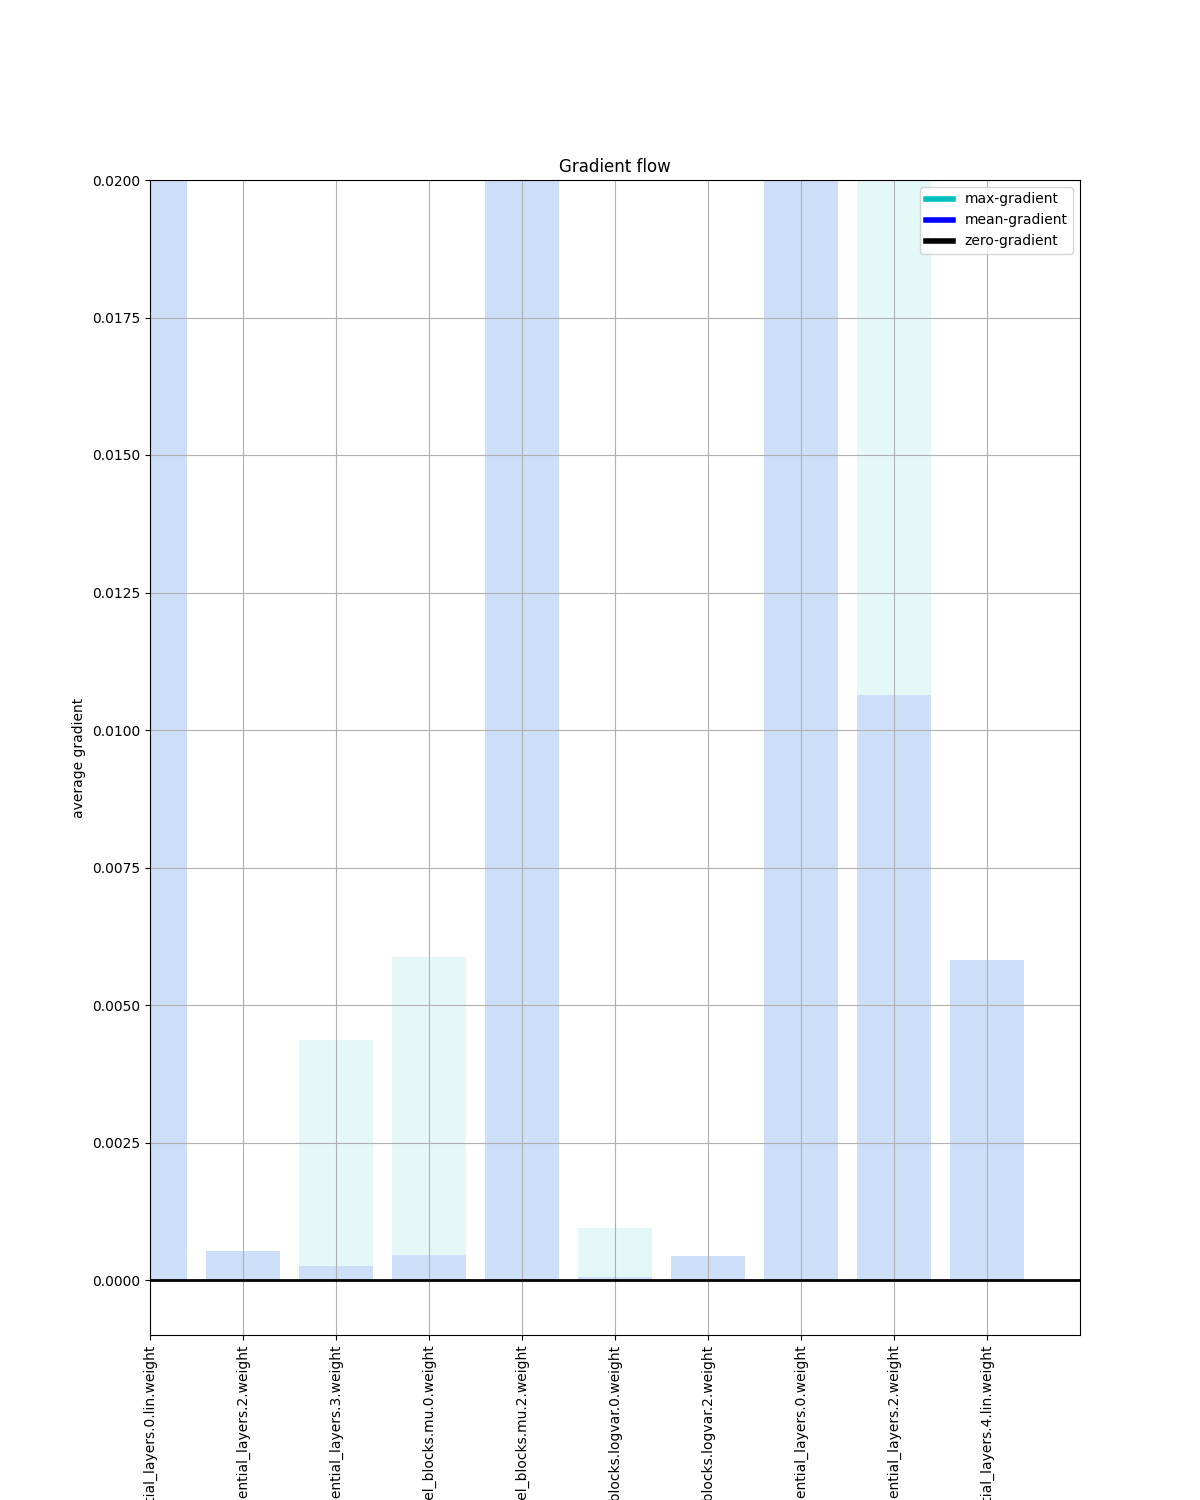 Gradient flow
max-gradient
mean-gradient
zero-gradient
0.0200
0.0175
0.0150
0.0125
0.0100
0.0075
0.0050
0.0025
0.0000
average gradient
tial_layers.0.lin.weight
ential_layers.2.weight
ential_layers.3.weight
el_blocks.mu.0.weight
el_blocks.mu.2.weight
blocks.logvar.0.weight
blocks.logvar.2.weight
ential_layers.0.weight
ential_layers.2.weight
tial_layers.4.lin.weight